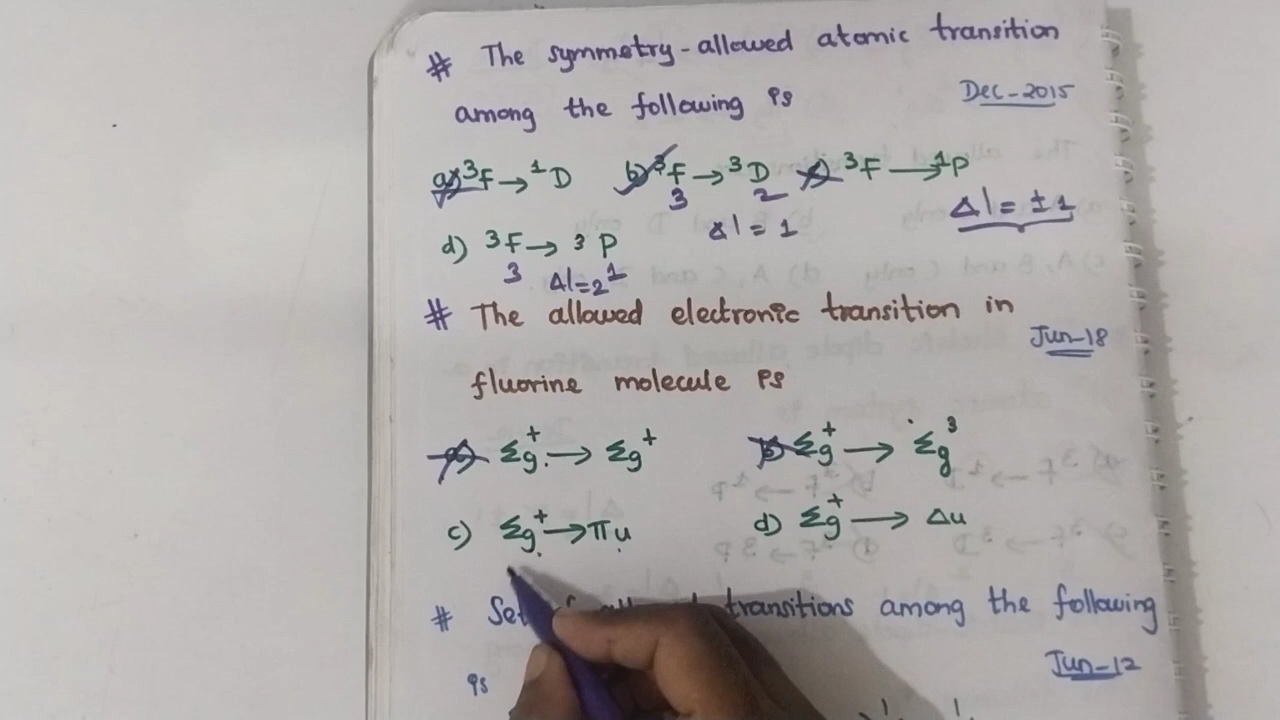 # The symmetry-allowed atomic transition
among the following is Dec-2015
a) ³F → ¹D b) ³F → ³D c) ³F → ¹P
3 2 Δl = ±1
Δl = 1
d) ³F → ³P
3 1
Δl=2
# The allowed electronic transition in
Jun-18
fluorine molecule is
a) Σg⁺ → Σg⁺ b) Σg⁺ → Σg³
c) Σg⁺ → πu d) Σg⁺ → Δu
# transitions among the following
is Jun-12